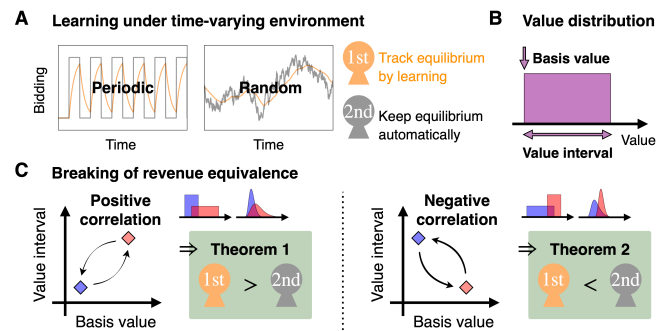 A Learning under time-varying environment
Bidding
Periodic
Time
Random
Time
1st
Track equilibrium
by learning
2nd
Keep equilibrium
automatically
B Value distribution
Basis value
Value
Value interval
C Breaking of revenue equivalence
Positive
correlation
Value interval
Basis value
⇒ Theorem 1
1st > 2nd
Negative
correlation
Value interval
Basis value
⇒ Theorem 2
1st < 2nd